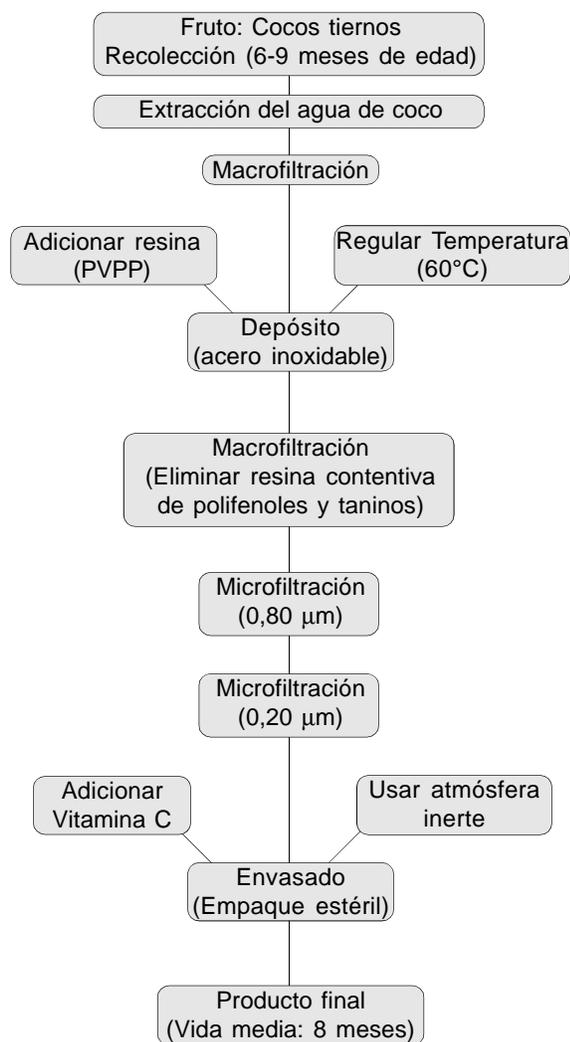 Fruto: Cocos tiernos
Recolección (6-9 meses de edad)
Extracción del agua de coco
Macrofiltración
Adicionar resina
(PVPP)
Regular Temperatura
(60°C)
Depósito
(acero inoxidable)
Macrofiltración
(Eliminar resina contentiva
de polifenoles y taninos)
Microfiltración
(0,80 μm)
Microfiltración
(0,20 μm)
Adicionar
Vitamina C
Usar atmósfera
inerte
Envasado
(Empaque estéril)
Producto final
(Vida media: 8 meses)